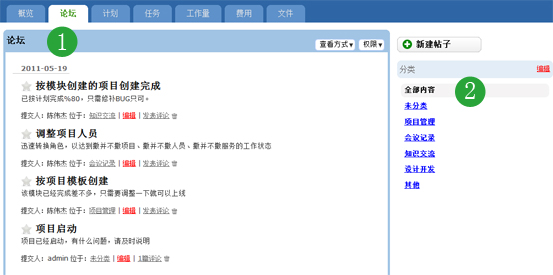 概览 论坛 计划 任务 工作量 费用 文件
论坛
1
查看方式▼ 权限▼
2011-05-19
按模块创建的项目创建完成
已按计划完成%80，只需修补BUG只可。
提交人：陈伟杰 位于：知识交流 | 编辑 | 发表评论
调整项目人员
迅速转换角色，以达到歉并不歉项目、歉并不歉人员、歉并不歉服务的工作状态
提交人：陈伟杰 位于：会议记录 | 编辑 | 发表评论
按项目模板创建
该模块已经完成差不多，只需要调整一下就可以上线
提交人：陈伟杰 位于：项目管理 | 编辑 | 发表评论
项目启动
项目已经启动，有什么问题，请及时说明
提交人：admin 位于：未分类 | 编辑 | 1篇评论
新建帖子
分类 编辑
2
全部内容
未分类
项目管理
会议记录
知识交流
设计开发
其他